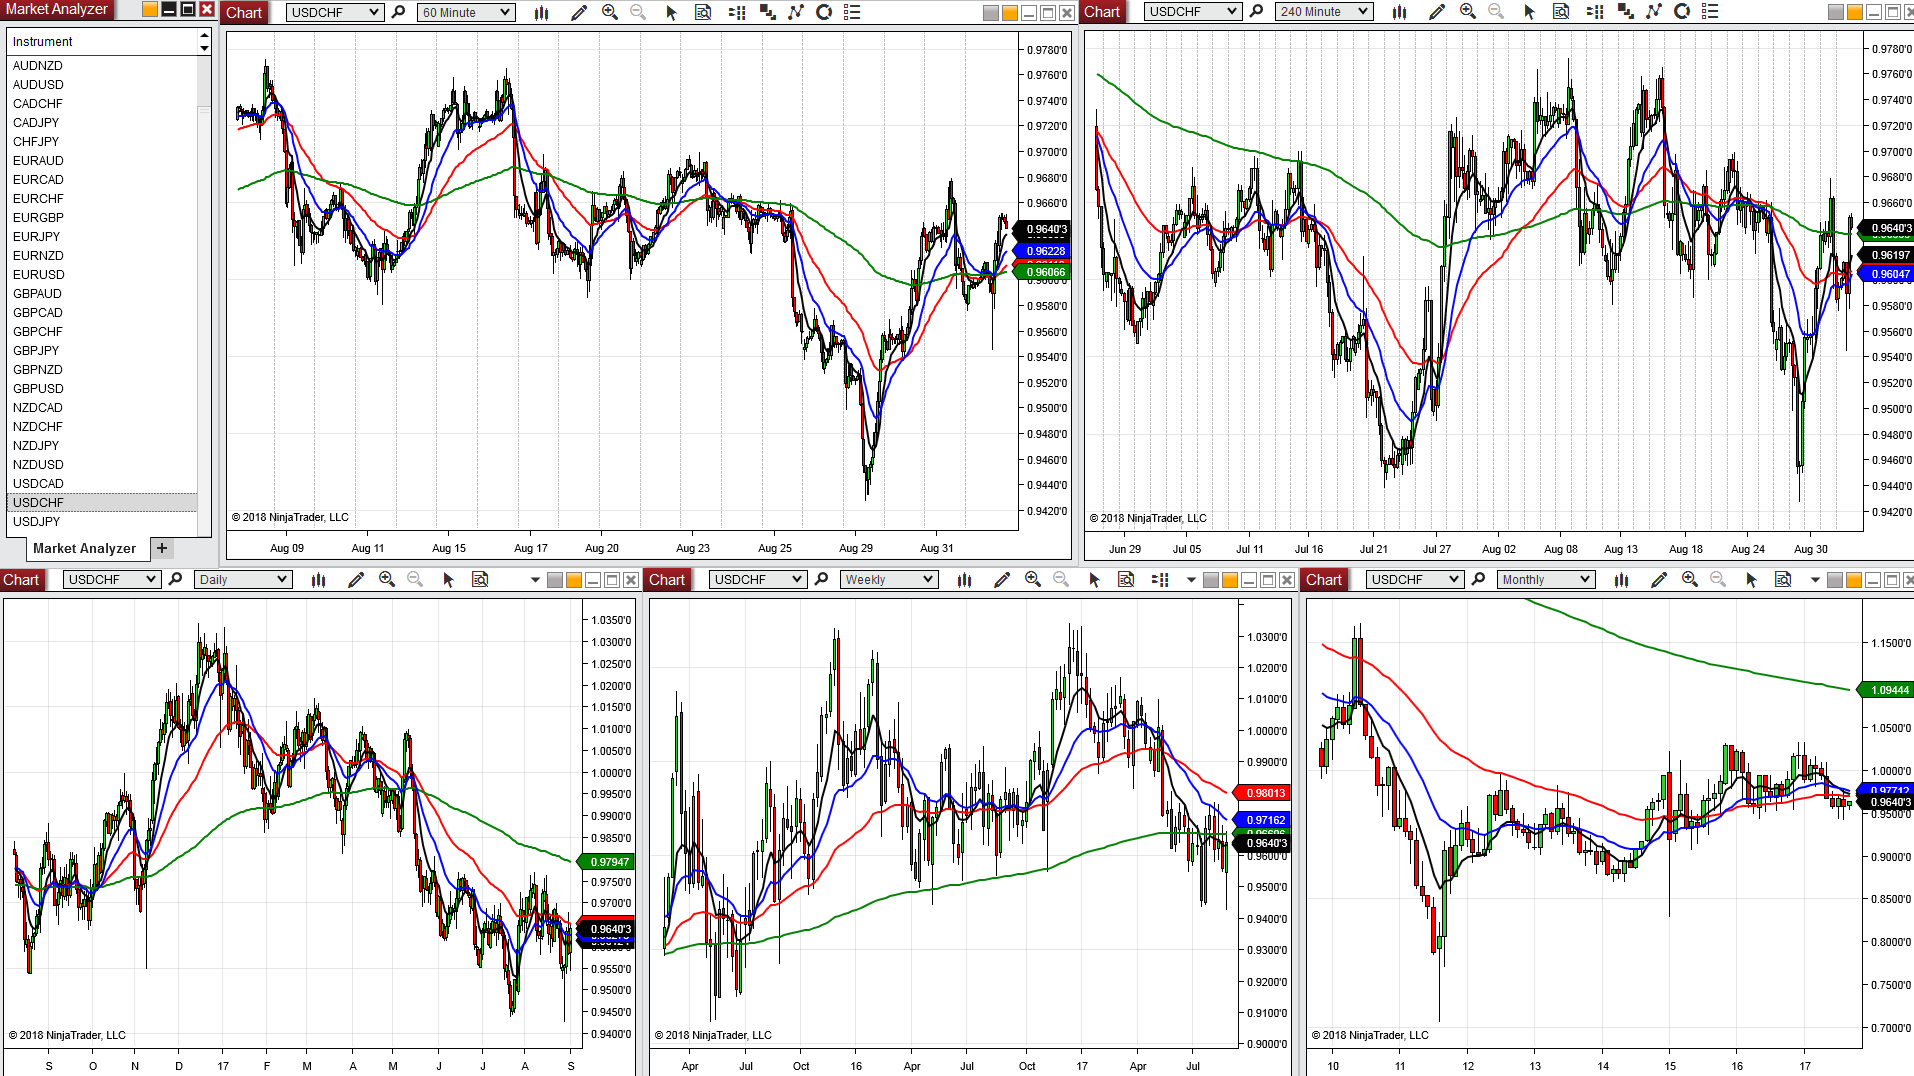 Market Analyzer
Instrument
AUDNZD
AUDUSD
CADCHF
CADJPY
CHFJPY
EURAUD
EURCAD
EURCHF
EURGBP
EURJPY
EURNZD
EURUSD
GBPAUD
GBPCAD
GBPCHF
GBPJPY
GBPNZD
GBPUSD
NZDCAD
NZDCHF
NZDJPY
NZDUSD
USDCAD
USDCHF
USDJPY
Market Analyzer +
Chart USDCHF 60 Minute
0.9780'0
0.9760'0
0.9740'0
0.9720'0
0.9700'0
0.9680'0
0.9660'0
0.9640'3
0.96228
0.96066
0.9580'0
0.9560'0
0.9540'0
0.9520'0
0.9500'0
0.9480'0
0.9460'0
0.9440'0
0.9420'0
© 2018 NinjaTrader, LLC
Aug 09 Aug 11 Aug 15 Aug 17 Aug 20 Aug 23 Aug 25 Aug 29 Aug 31
Chart USDCHF 240 Minute
0.9780'0
0.9760'0
0.9740'0
0.9720'0
0.9700'0
0.9680'0
0.9660'0
0.9640'3
0.96197
0.96047
0.9580'0
0.9560'0
0.9540'0
0.9520'0
0.9500'0
0.9480'0
0.9460'0
0.9440'0
0.9420'0
© 2018 NinjaTrader, LLC
Jun 29 Jul 05 Jul 11 Jul 16 Jul 21 Jul 27 Aug 02 Aug 08 Aug 13 Aug 18 Aug 24 Aug 30
Chart USDCHF Daily
1.0350'0
1.0300'0
1.0250'0
1.0200'0
1.0150'0
1.0100'0
1.0050'0
1.0000'0
0.9950'0
0.9900'0
0.9850'0
0.97947
0.9750'0
0.9700'0
0.9640'3
0.9550'0
0.9500'0
0.9450'0
0.9400'0
© 2018 NinjaTrader, LLC
S O N D 17 F M A M J J A S
Chart USDCHF Weekly
1.0300'0
1.0200'0
1.0100'0
1.0000'0
0.9900'0
0.98013
0.97162
0.9640'3
0.9600'0
0.9500'0
0.9400'0
0.9300'0
0.9200'0
0.9100'0
0.9000'0
© 2018 NinjaTrader, LLC
Apr Jul Oct 16 Apr Jul Oct 17 Apr Jul
Chart USDCHF Monthly
1.1500'0
1.09444
1.0500'0
1.0000'0
0.97712
0.9640'3
0.9500'0
0.9000'0
0.8500'0
0.8000'0
0.7500'0
0.7000'0
© 2018 NinjaTrader, LLC
10 11 12 13 14 15 16 17